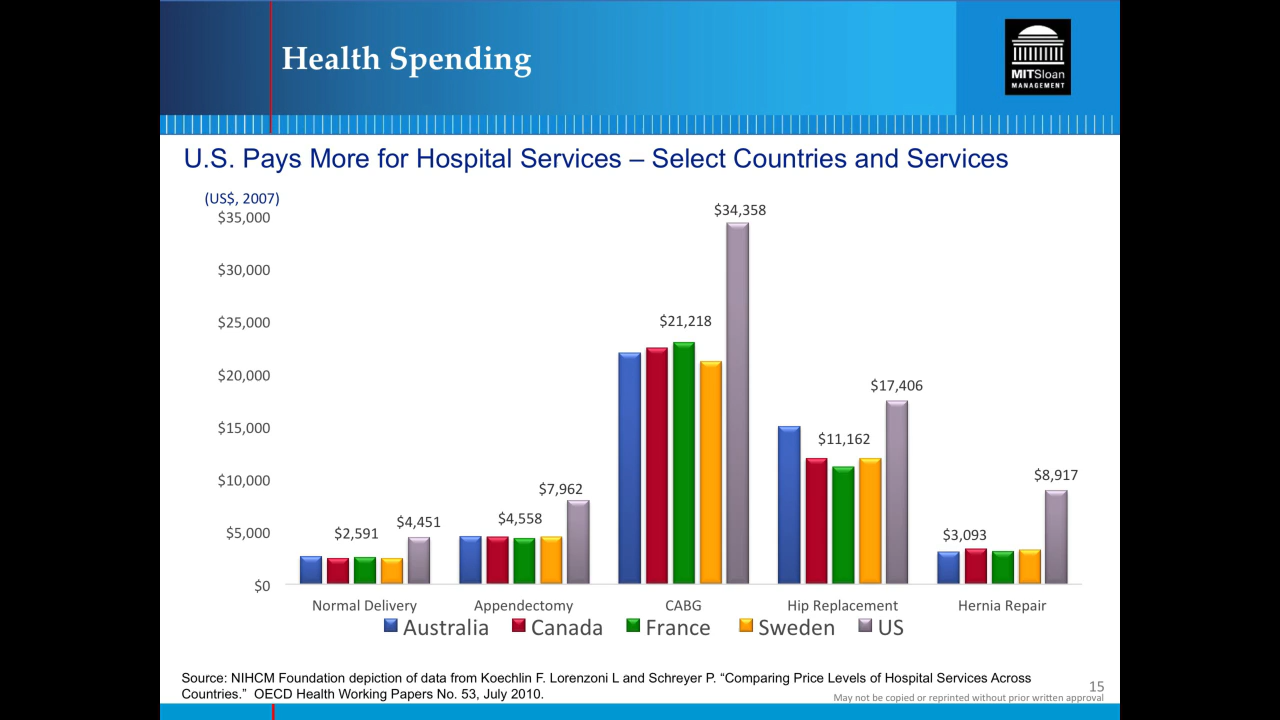 Health Spending
MITSloan
MANAGEMENT
U.S. Pays More for Hospital Services – Select Countries and Services
(US$, 2007)
$35,000
$30,000
$25,000
$20,000
$15,000
$10,000
$5,000
$0
$2,591
$4,451
$4,558
$7,962
$21,218
$34,358
$11,162
$17,406
$3,093
$8,917
Normal Delivery Appendectomy CABG Hip Replacement Hernia Repair
Australia Canada France Sweden US
Source: NIHCM Foundation depiction of data from Koechlin F. Lorenzoni L and Schreyer P. “Comparing Price Levels of Hospital Services Across
Countries.” OECD Health Working Papers No. 53, July 2010.
15
May not be copied or reprinted without prior written approval